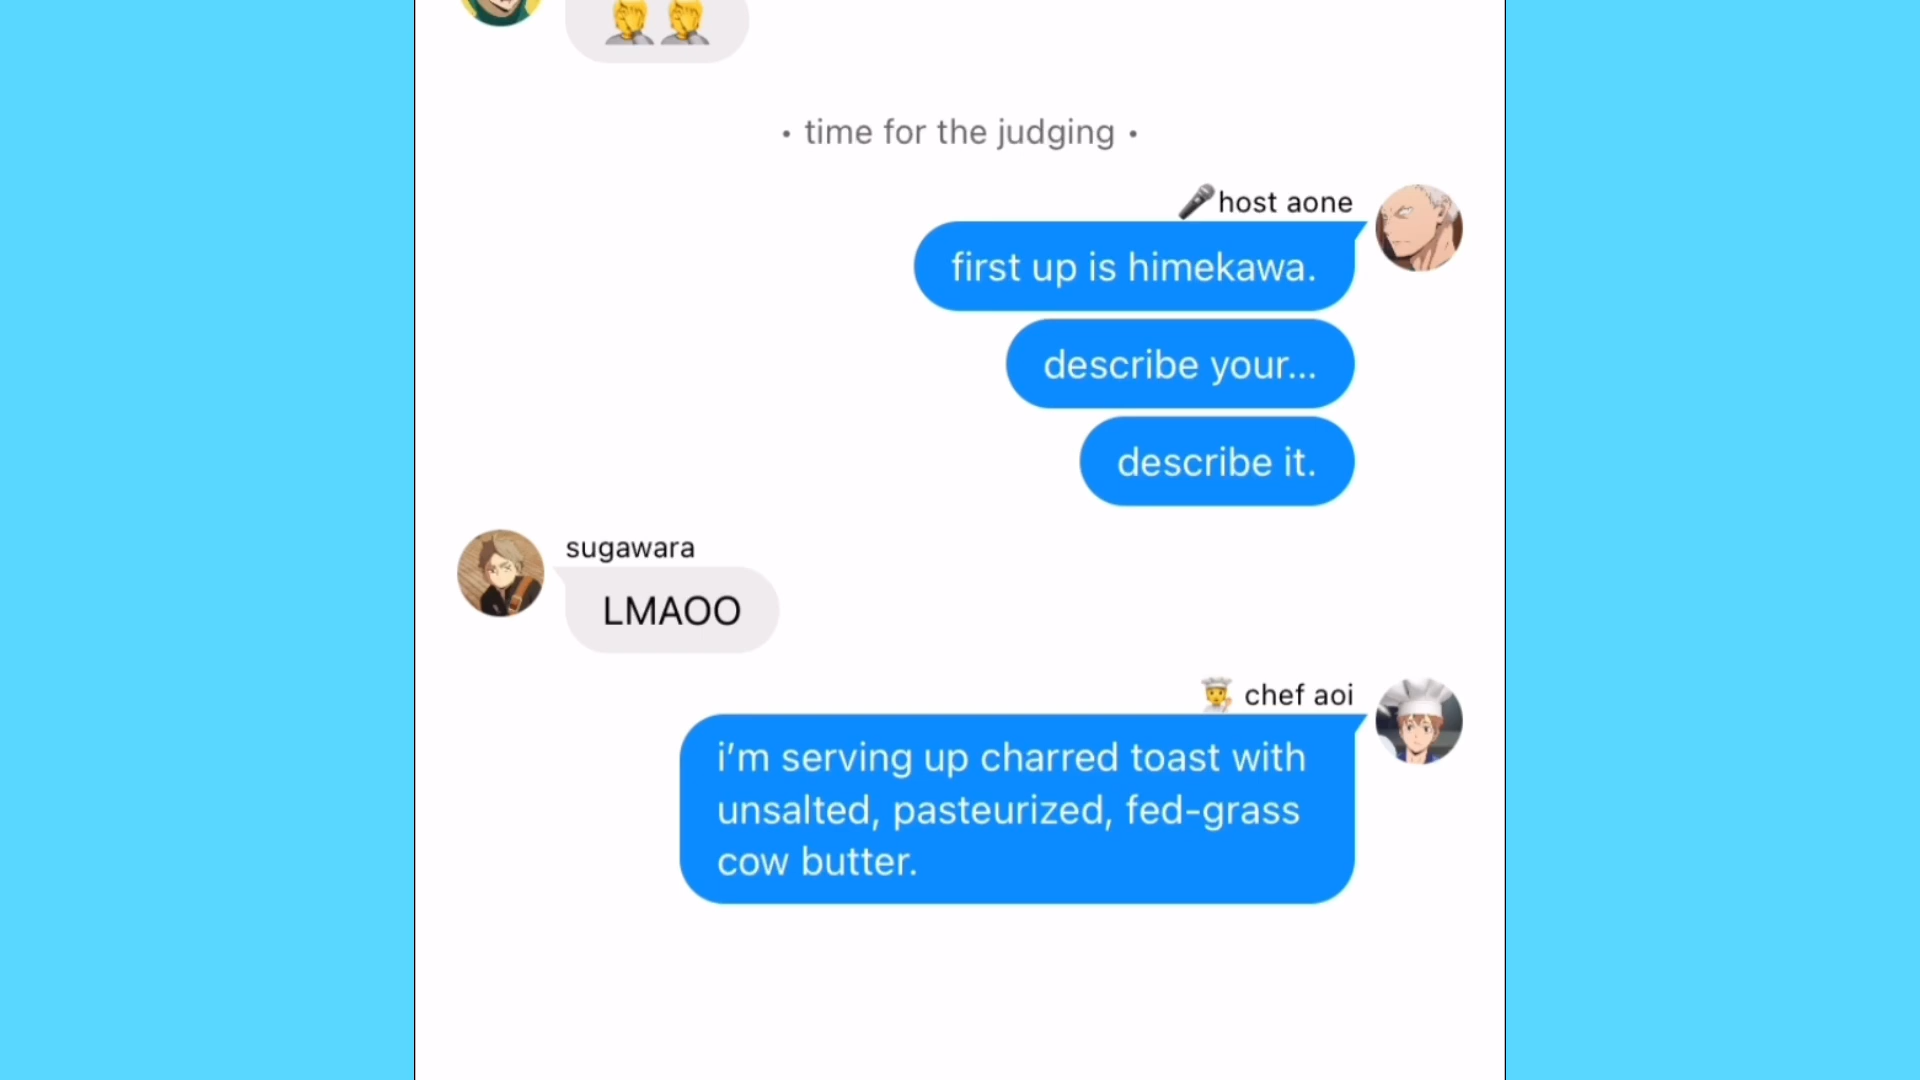 • time for the judging •
🎤host aone
first up is himekawa.
describe your...
describe it.
sugawara
LMAOO
👨‍🍳 chef aoi
i’m serving up charred toast with
unsalted, pasteurized, fed-grass
cow butter.